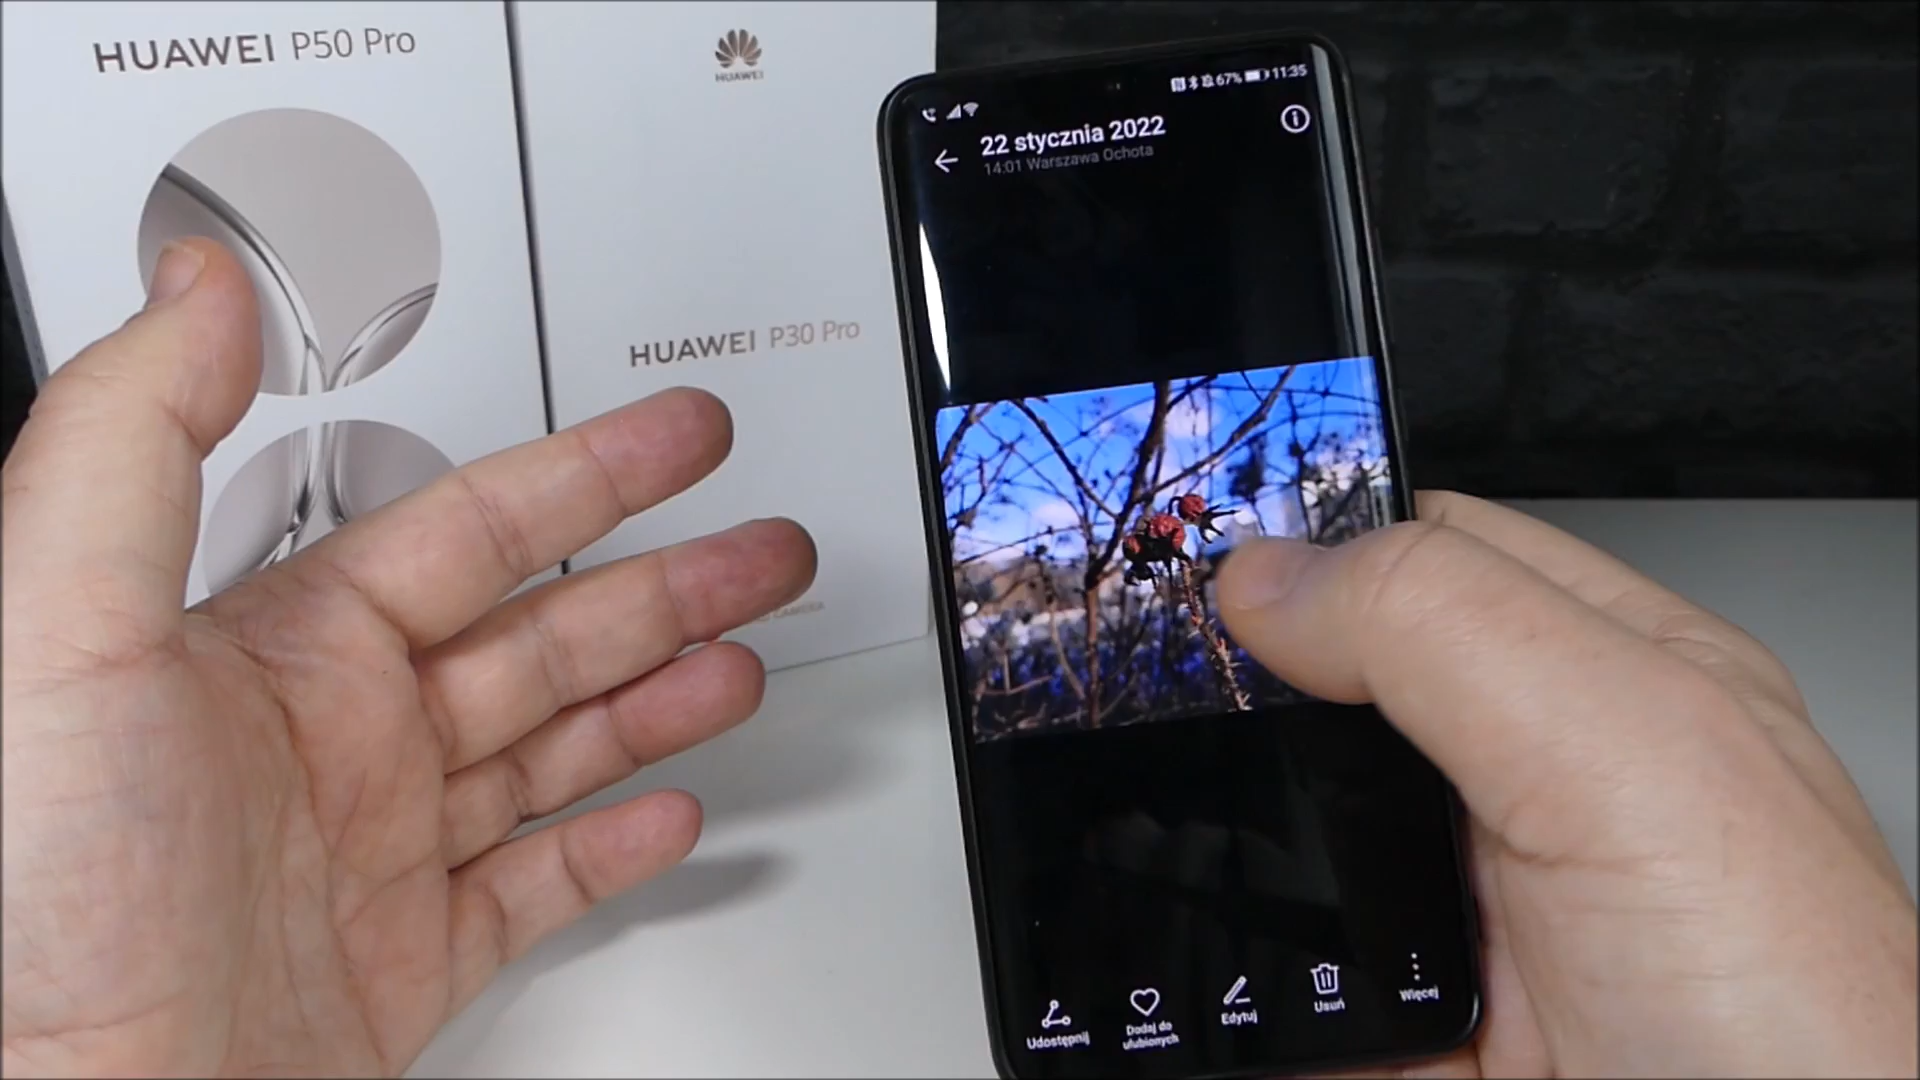 HUAWEI P50 Pro
HUAWEI
HUAWEI P30 Pro
CAMERA
67% 11:35
22 stycznia 2022
14:01 Warszawa Ochota
Udostępnij
Dodaj do
ulubionych
Edytuj
Usuń
Więcej